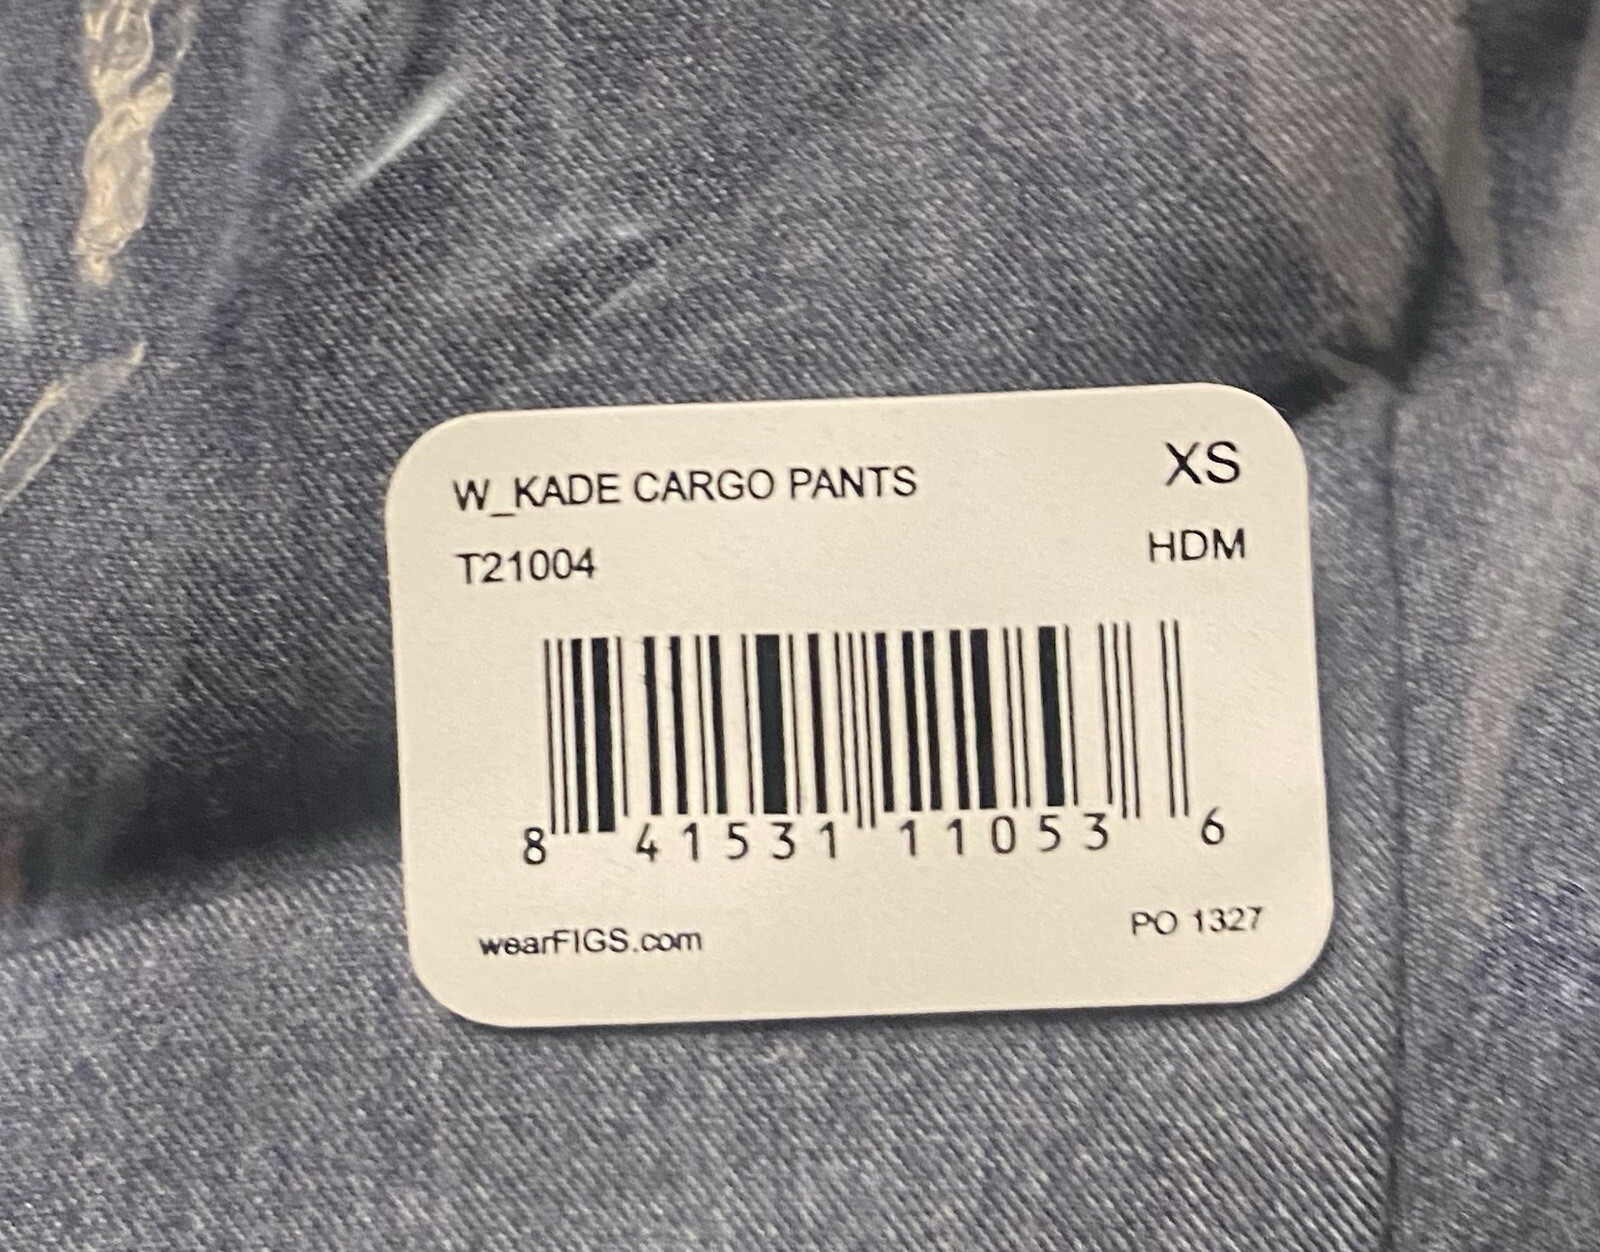 W_KADE CARGO PANTS XS
T21004 HDM
8 41531 11053 6
wearFIGS.com PO 1327